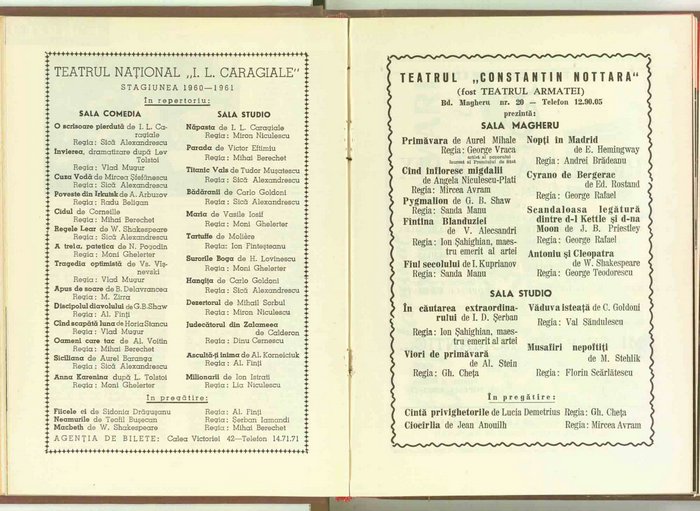 TEATRUL NAȚIONAL „I. L. CARAGIALE"
STAGIUNEA 1960—1961
In repertoriu:
SALA COMEDIA
O scrisoare pierdută de I. L. Ca-
ragiale
Regia: Sică Alexandrescu
Invierea, dramatizare după Lev
Tolstoi
Regia: Vlad Mugur
Cuza Vodă de Mircea Ștefănescu
Regia: Sică Alexandrescu
Poveste din Irkutsk de A. Arbuzov
Regia: Radu Beligan
Cidul de Corneille
Regia: Mihai Berechet
Regele Lear de W. Shakespeare
Regia: Sică Alexandrescu
A treia, patetica de N. Pogodin
Regia: Moni Ghelerter
Tragedia optimistă de Vs. Viș-
nevski
Regia: Vlad Mugur
Apus de soare de B. Delavrancea
Regia: M. Zirra
Discipolul diavolului de G.B.Shaw
Regia: Al. Finți
Cînd scapătă luna de Horia Stancu
Regia: Vlad Mugur
Oameni care tac de Al. Voitin
Regia: Mihai Berechet
Siciliana de Aurel Baranga
Regia: Sică Alexandrescu
Anna Karenina după L. Tolstoi
Regia: Moni Ghelerter
SALA STUDIO
Năpasta de I. L. Caragiale
Regia: Miron Niculescu
Parada de Victor Eftimiu
Regia: Mihai Berechet
Titanic Vals de Tudor Mușatescu
Regia: Sică Alexandrescu
Bădăranii de Carlo Goldoni
Regia: Sică Alexandrescu
Maria de Vasile Iosif
Regia: Moni Ghelerter
Tartuffe de Molière
Regia: Ion Finteșteanu
Surorile Boga de H. Lovinescu
Regia: Moni Ghelerter
Hangița de Carlo Goldoni
Regia: Sică Alexandrescu
Dezertorul de Mihail Sorbul
Regia: Miron Niculescu
Judecătorul din Zalameea
de Calderon
Regia: Dinu Cernescu
Ascultă-ți inima de Al. Korneiciuk
Regia: Al. Finți
Milionarii de Ion Istrati
Regia: Lia Niculescu
In pregătire:
Fiicele ei de Sidonia Drăgușanu Regia: Al. Finți
Neamurile de Teofil Bușecan Regia: Șerban Iamandi
Macbeth de W. Shakespeare Regia: Mihai Berechet
AGENȚIA DE BILETE: Calea Victoriei 42—Telefon 14.71.71
TEATRUL „CONSTANTIN NOTTARA"
(fost TEATRUL ARMATEI)
Bd. Magheru nr. 20 — Telefon 12.90.05
prezintă:
SALA MAGHERU
Primăvara de Aurel Mihale
Regia: George Vraca
artist al poporului
laureat al Premiului de Stat
Cind infloresc migdalii
de Angela Niculescu-Plati
Regia: Mircea Avram
Pygmalion de G. B. Shaw
Regia: Sanda Manu
Fintina Blanduziei
de V. Alecsandri
Regia: Ion Șahighian, maes-
tru emerit al artei
Fiul secolului de I. Kuprianov
Regia: Sanda Manu
Nopți în Madrid
de E. Hemingway
Regia: Andrei Brădeanu
Cyrano de Bergerac
de Ed. Rostand
Regia: George Rafael
Scandaloasa legătură
dintre d-l Kettle și d-na
Moon de J. B. Priestley
Regia: George Rafael
Antoniu și Cleopatra
de W. Shakespeare
Regia: George Teodorescu
SALA STUDIO
În căutarea extraordina-
rului de I. D. Șerban
Regia: Ion Șahighian, maes-
tru emerit al artei
Viori de primăvară
de Al. Stein
Regia: Gh. Cheța
Văduva isteață de C. Goldoni
Regia: Val Săndulescu
Musafiri nepoftiți
de M. Stehlik
Regia: Florin Scărlătescu
În pregătire:
Cintă privighetorile de Lucia Demetrius Regia: Gh. Cheța
Ciocîrlia de Jean Anouilh Regia: Mircea Avram